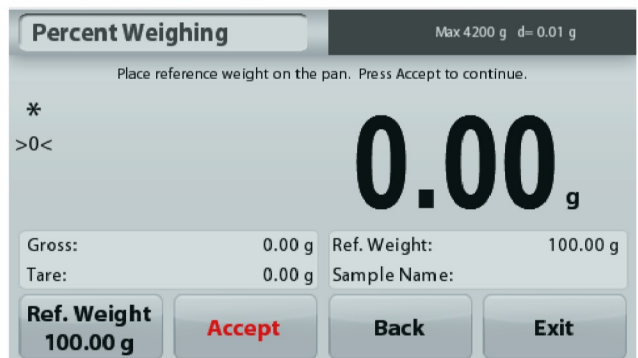 Percent Weighing
Max 4200 g d= 0.01 g
Place reference weight on the pan. Press Accept to continue.
*
>0<
0.00 g
Gross: 0.00 g
Tare: 0.00 g
Ref. Weight: 100.00 g
Sample Name:
Ref. Weight
100.00 g
Accept
Back
Exit